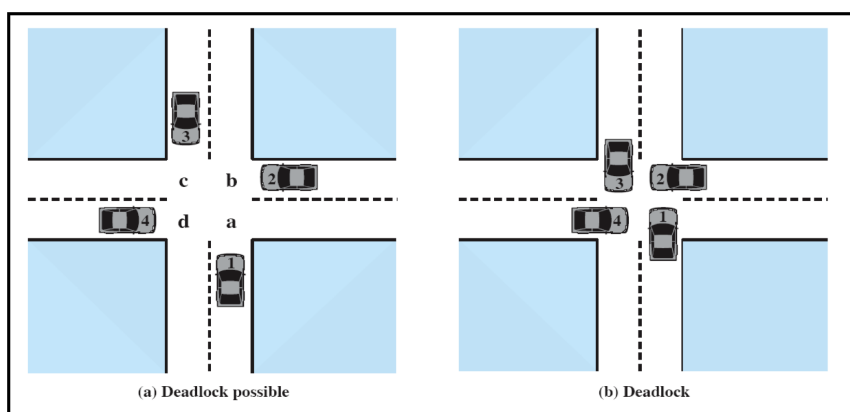 3
c b 2
4 d a
1
(a) Deadlock possible
3 2
4 1
(b) Deadlock